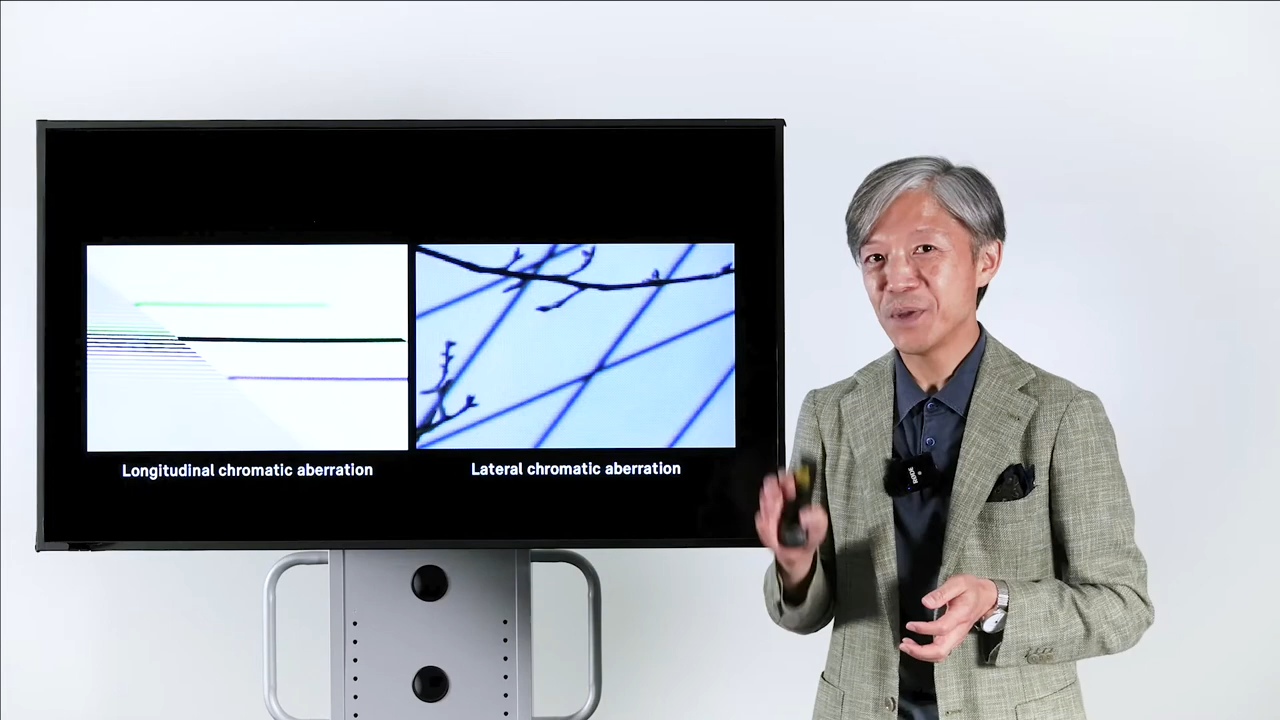 Longitudinal chromatic aberration
Lateral chromatic aberration